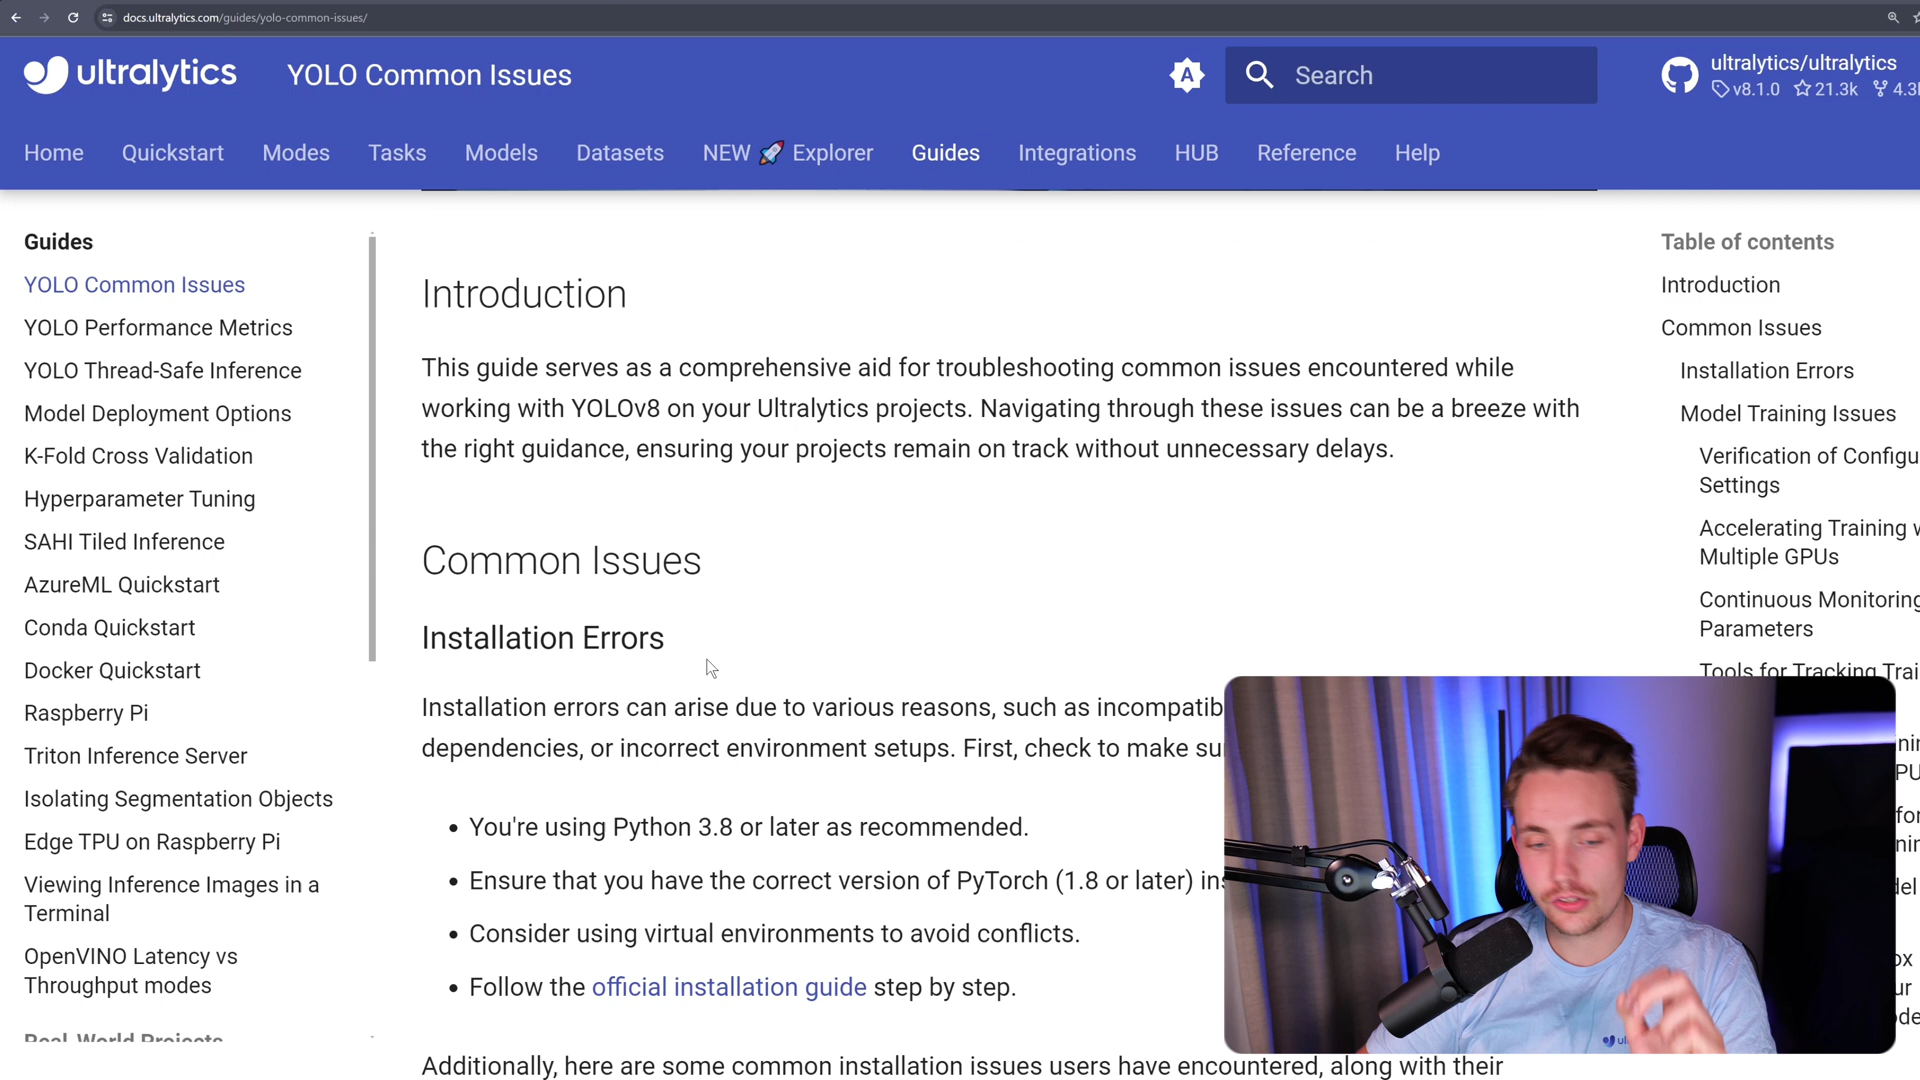 docs.ultralytics.com/guides/yolo-common-issues/
ultralytics
YOLO Common Issues
A
Search
ultralytics/ultralytics
v8.1.0 21.3k 4.3k
Home Quickstart Modes Tasks Models Datasets NEW 🚀 Explorer Guides Integrations HUB Reference Help
Guides
YOLO Common Issues
YOLO Performance Metrics
YOLO Thread-Safe Inference
Model Deployment Options
K-Fold Cross Validation
Hyperparameter Tuning
SAHI Tiled Inference
AzureML Quickstart
Conda Quickstart
Docker Quickstart
Raspberry Pi
Triton Inference Server
Isolating Segmentation Objects
Edge TPU on Raspberry Pi
Viewing Inference Images in a
Terminal
OpenVINO Latency vs
Throughput modes
Real-World Projects
Introduction
This guide serves as a comprehensive aid for troubleshooting common issues encountered while
working with YOLOv8 on your Ultralytics projects. Navigating through these issues can be a breeze with
the right guidance, ensuring your projects remain on track without unnecessary delays.
Common Issues
Installation Errors
Installation errors can arise due to various reasons, such as incompatib
dependencies, or incorrect environment setups. First, check to make su
• You're using Python 3.8 or later as recommended.
• Ensure that you have the correct version of PyTorch (1.8 or later) ins
• Consider using virtual environments to avoid conflicts.
• Follow the official installation guide step by step.
Additionally, here are some common installation issues users have encountered, along with their
Table of contents
Introduction
Common Issues
Installation Errors
Model Training Issues
Verification of Configu
Settings
Accelerating Training w
Multiple GPUs
Continuous Monitoring
Parameters
Tools for Tracking Trai